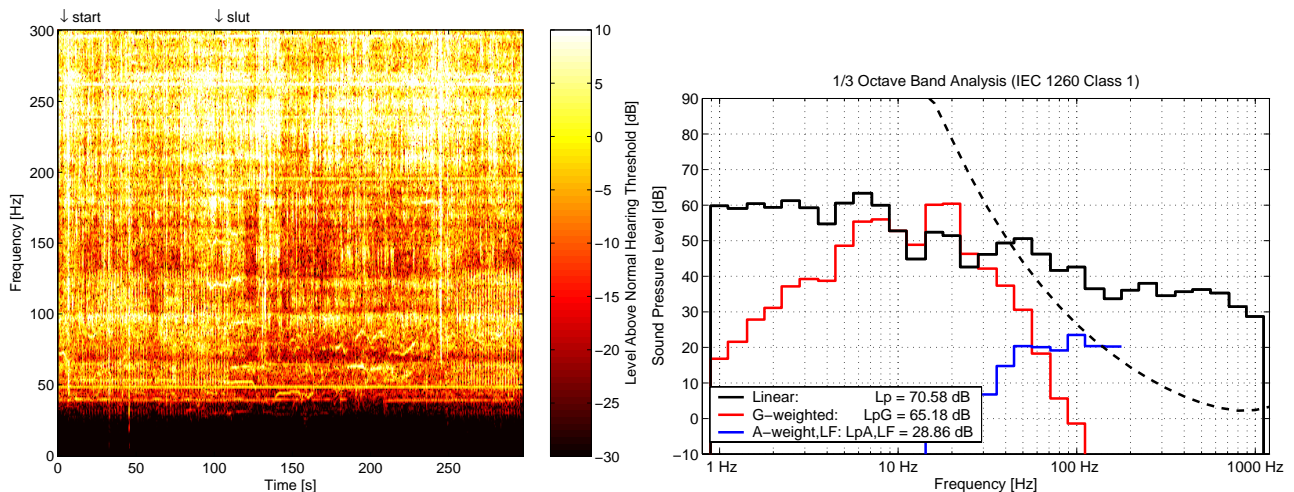 ↓ start
↓ slut
300
250
200
150
100
50
0
Frequency [Hz]
0
50
100
150
200
250
Time [s]
10
5
0
−5
−10
−15
−20
−25
−30
Level Above Normal Hearing Threshold [dB]
1/3 Octave Band Analysis (IEC 1260 Class 1)
90
80
70
60
50
40
30
20
10
0
−10
Sound Pressure Level [dB]
Linear: Lp = 70.58 dB
G−weighted: LpG = 65.18 dB
A−weight,LF: LpA,LF = 28.86 dB
1 Hz
10 Hz
100 Hz
1000 Hz
Frequency [Hz]